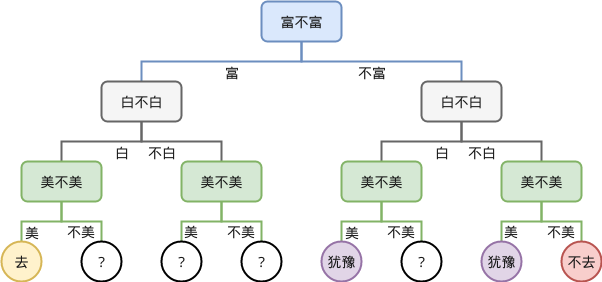 富不富
富 不富
白不白 白不白
白 不白 白 不白
美不美 美不美 美不美 美不美
美 不美 美 不美 美 不美 美 不美
去 ? ? ? 犹豫 ? 犹豫 不去